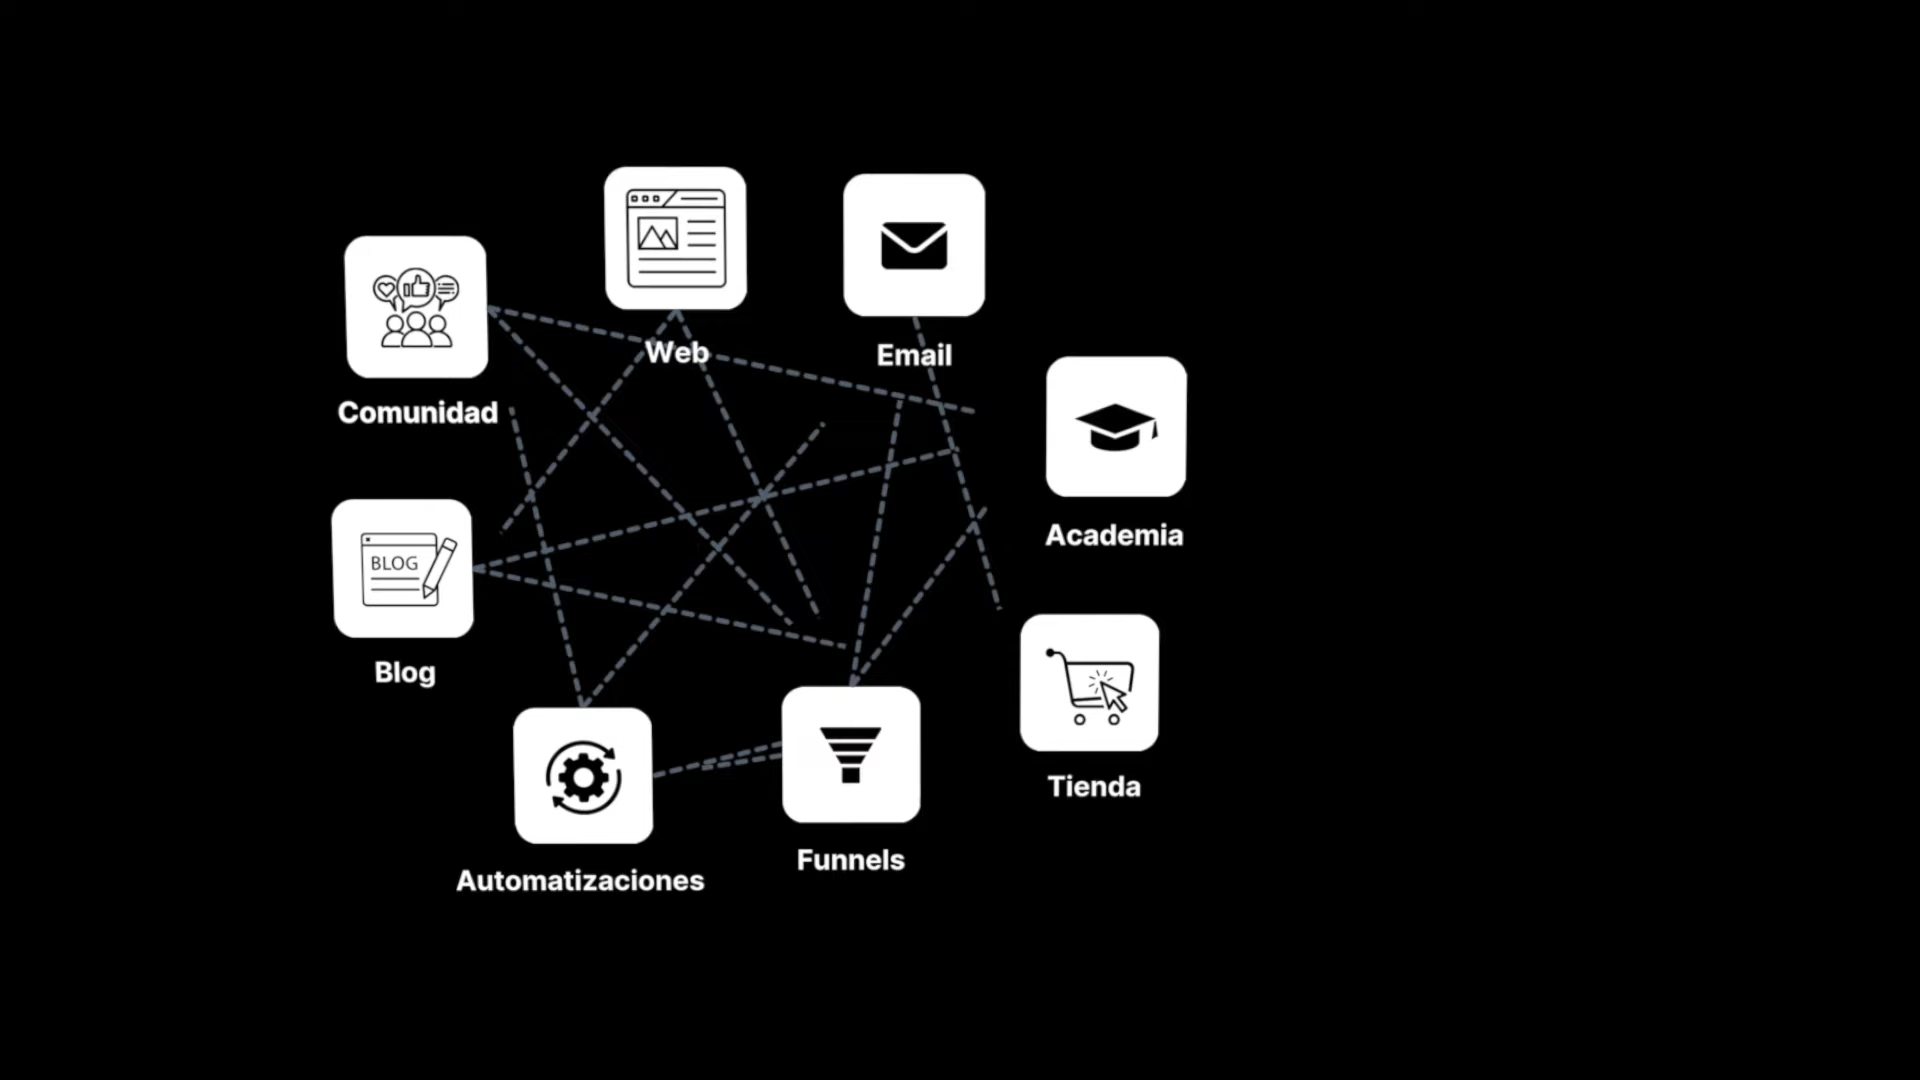 Web
Email
Comunidad
Academia
BLOG
Blog
Tienda
Funnels
Automatizaciones